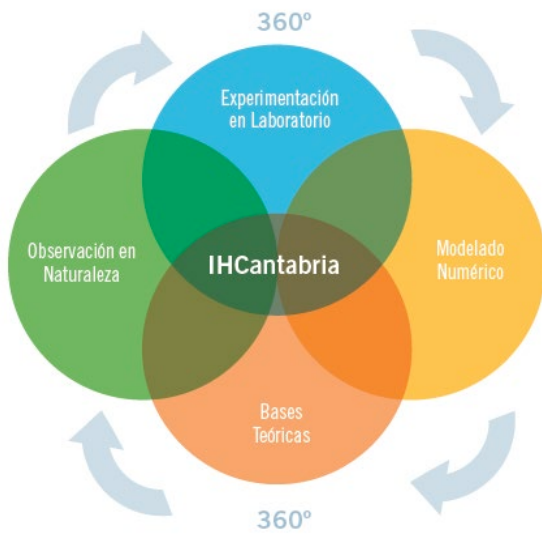 360º
Experimentación
en Laboratorio
Observación en
Naturaleza
IHCantabria
Modelado
Numérico
Bases
Teóricas
360º